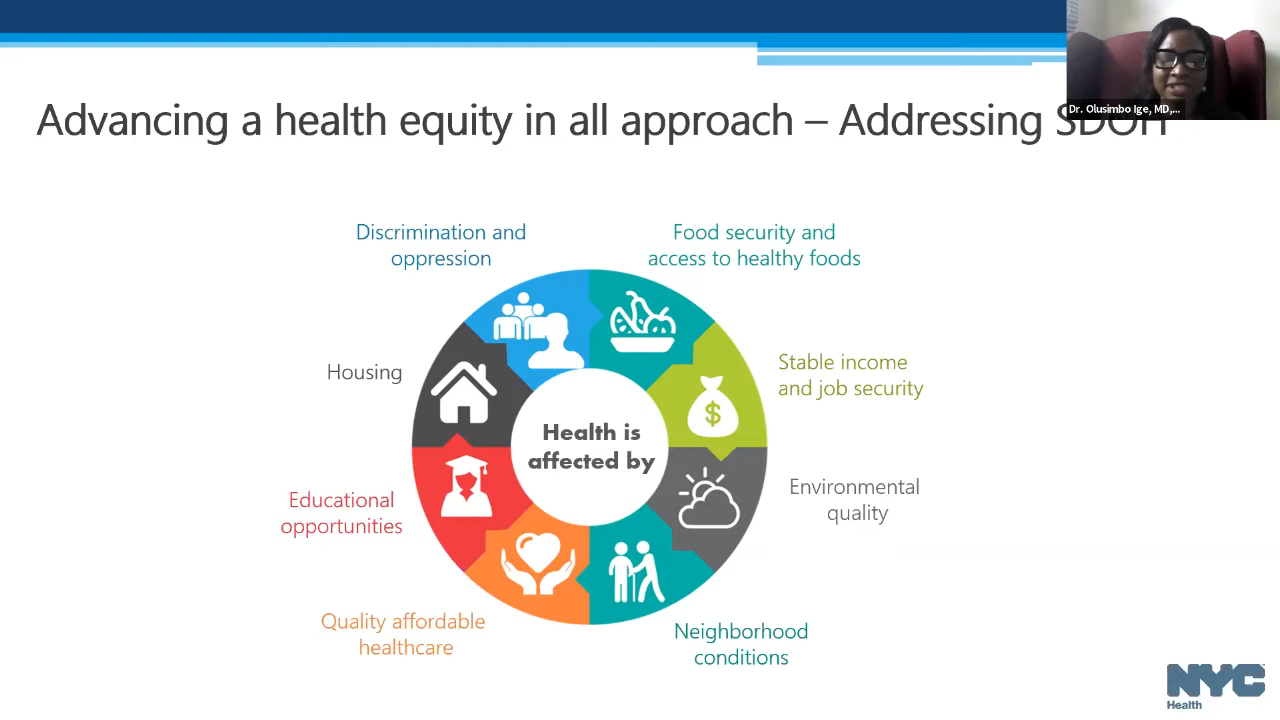 Advancing a health equity in all approach – Addressing SDOH
Dr. Olusimbo Ige, MD,...
Discrimination and
oppression
Food security and
access to healthy foods
Housing
Stable income
and job security
Health is
affected by
Educational
opportunities
Environmental
quality
Quality affordable
healthcare
Neighborhood
conditions
NYC
Health